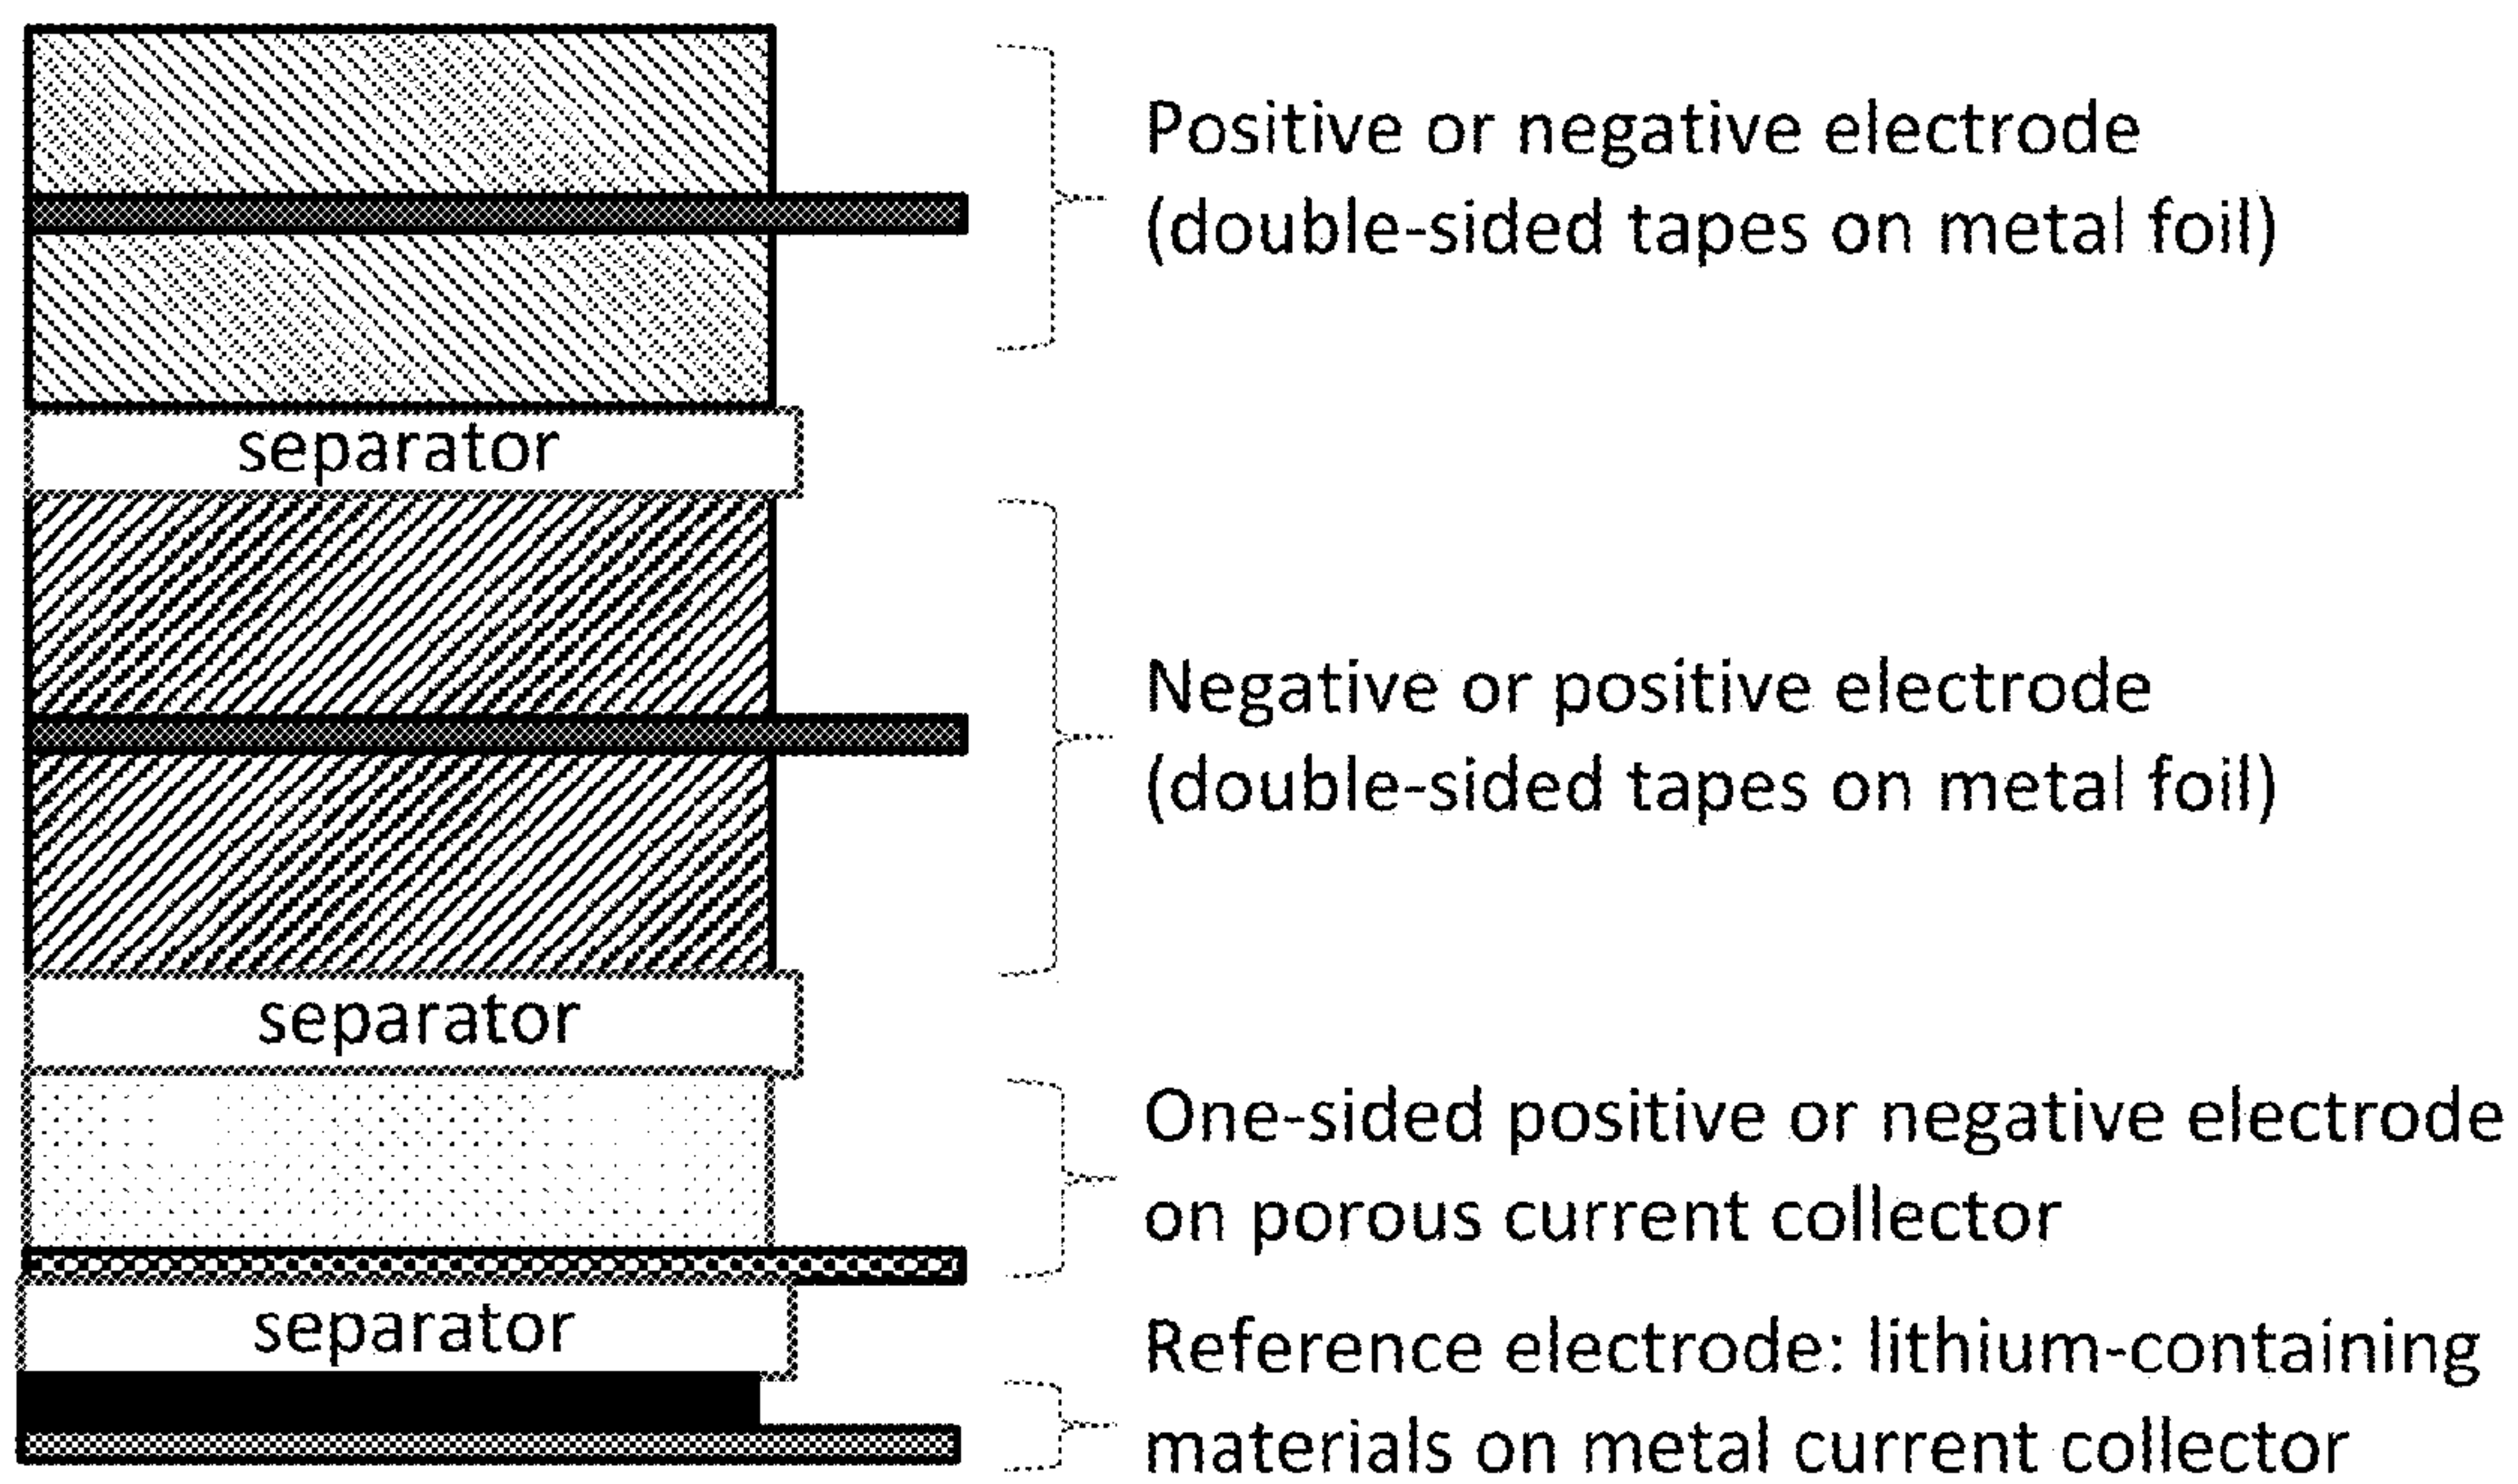 Positive or negative electrode
(double-sided tapes on metal foil)
separator
Negative or positive electrode
(double-sided tapes on metal foil)
separator
One-sided positive or negative electrode
on porous current collector
separator
Reference electrode: lithium-containing
materials on metal current collector